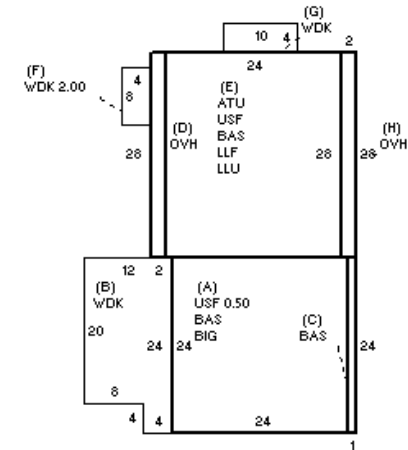 (G)
WDK
10 4
2
24
(F)
WDK 2.00
4
8
(E)
ATU
USF
BAS
LLF
LLU
(D)
OVH
(H)
OVH
28
28
28
12 2
(B)
WDK
(A)
USF 0.50
BAS
BIG
(C)
BAS
20
24
24
24
8
4
4
24
1